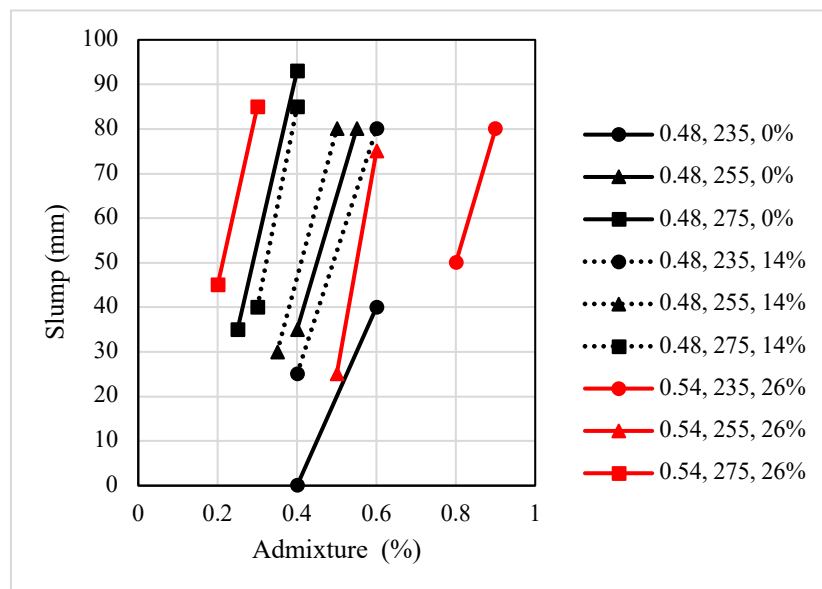 100
90
80
70
60
50
40
30
20
10
0
Slump (mm)
0 0.2 0.4 0.6 0.8 1
Admixture (%)
0.48, 235, 0%
0.48, 255, 0%
0.48, 275, 0%
0.48, 235, 14%
0.48, 255, 14%
0.48, 275, 14%
0.54, 235, 26%
0.54, 255, 26%
0.54, 275, 26%